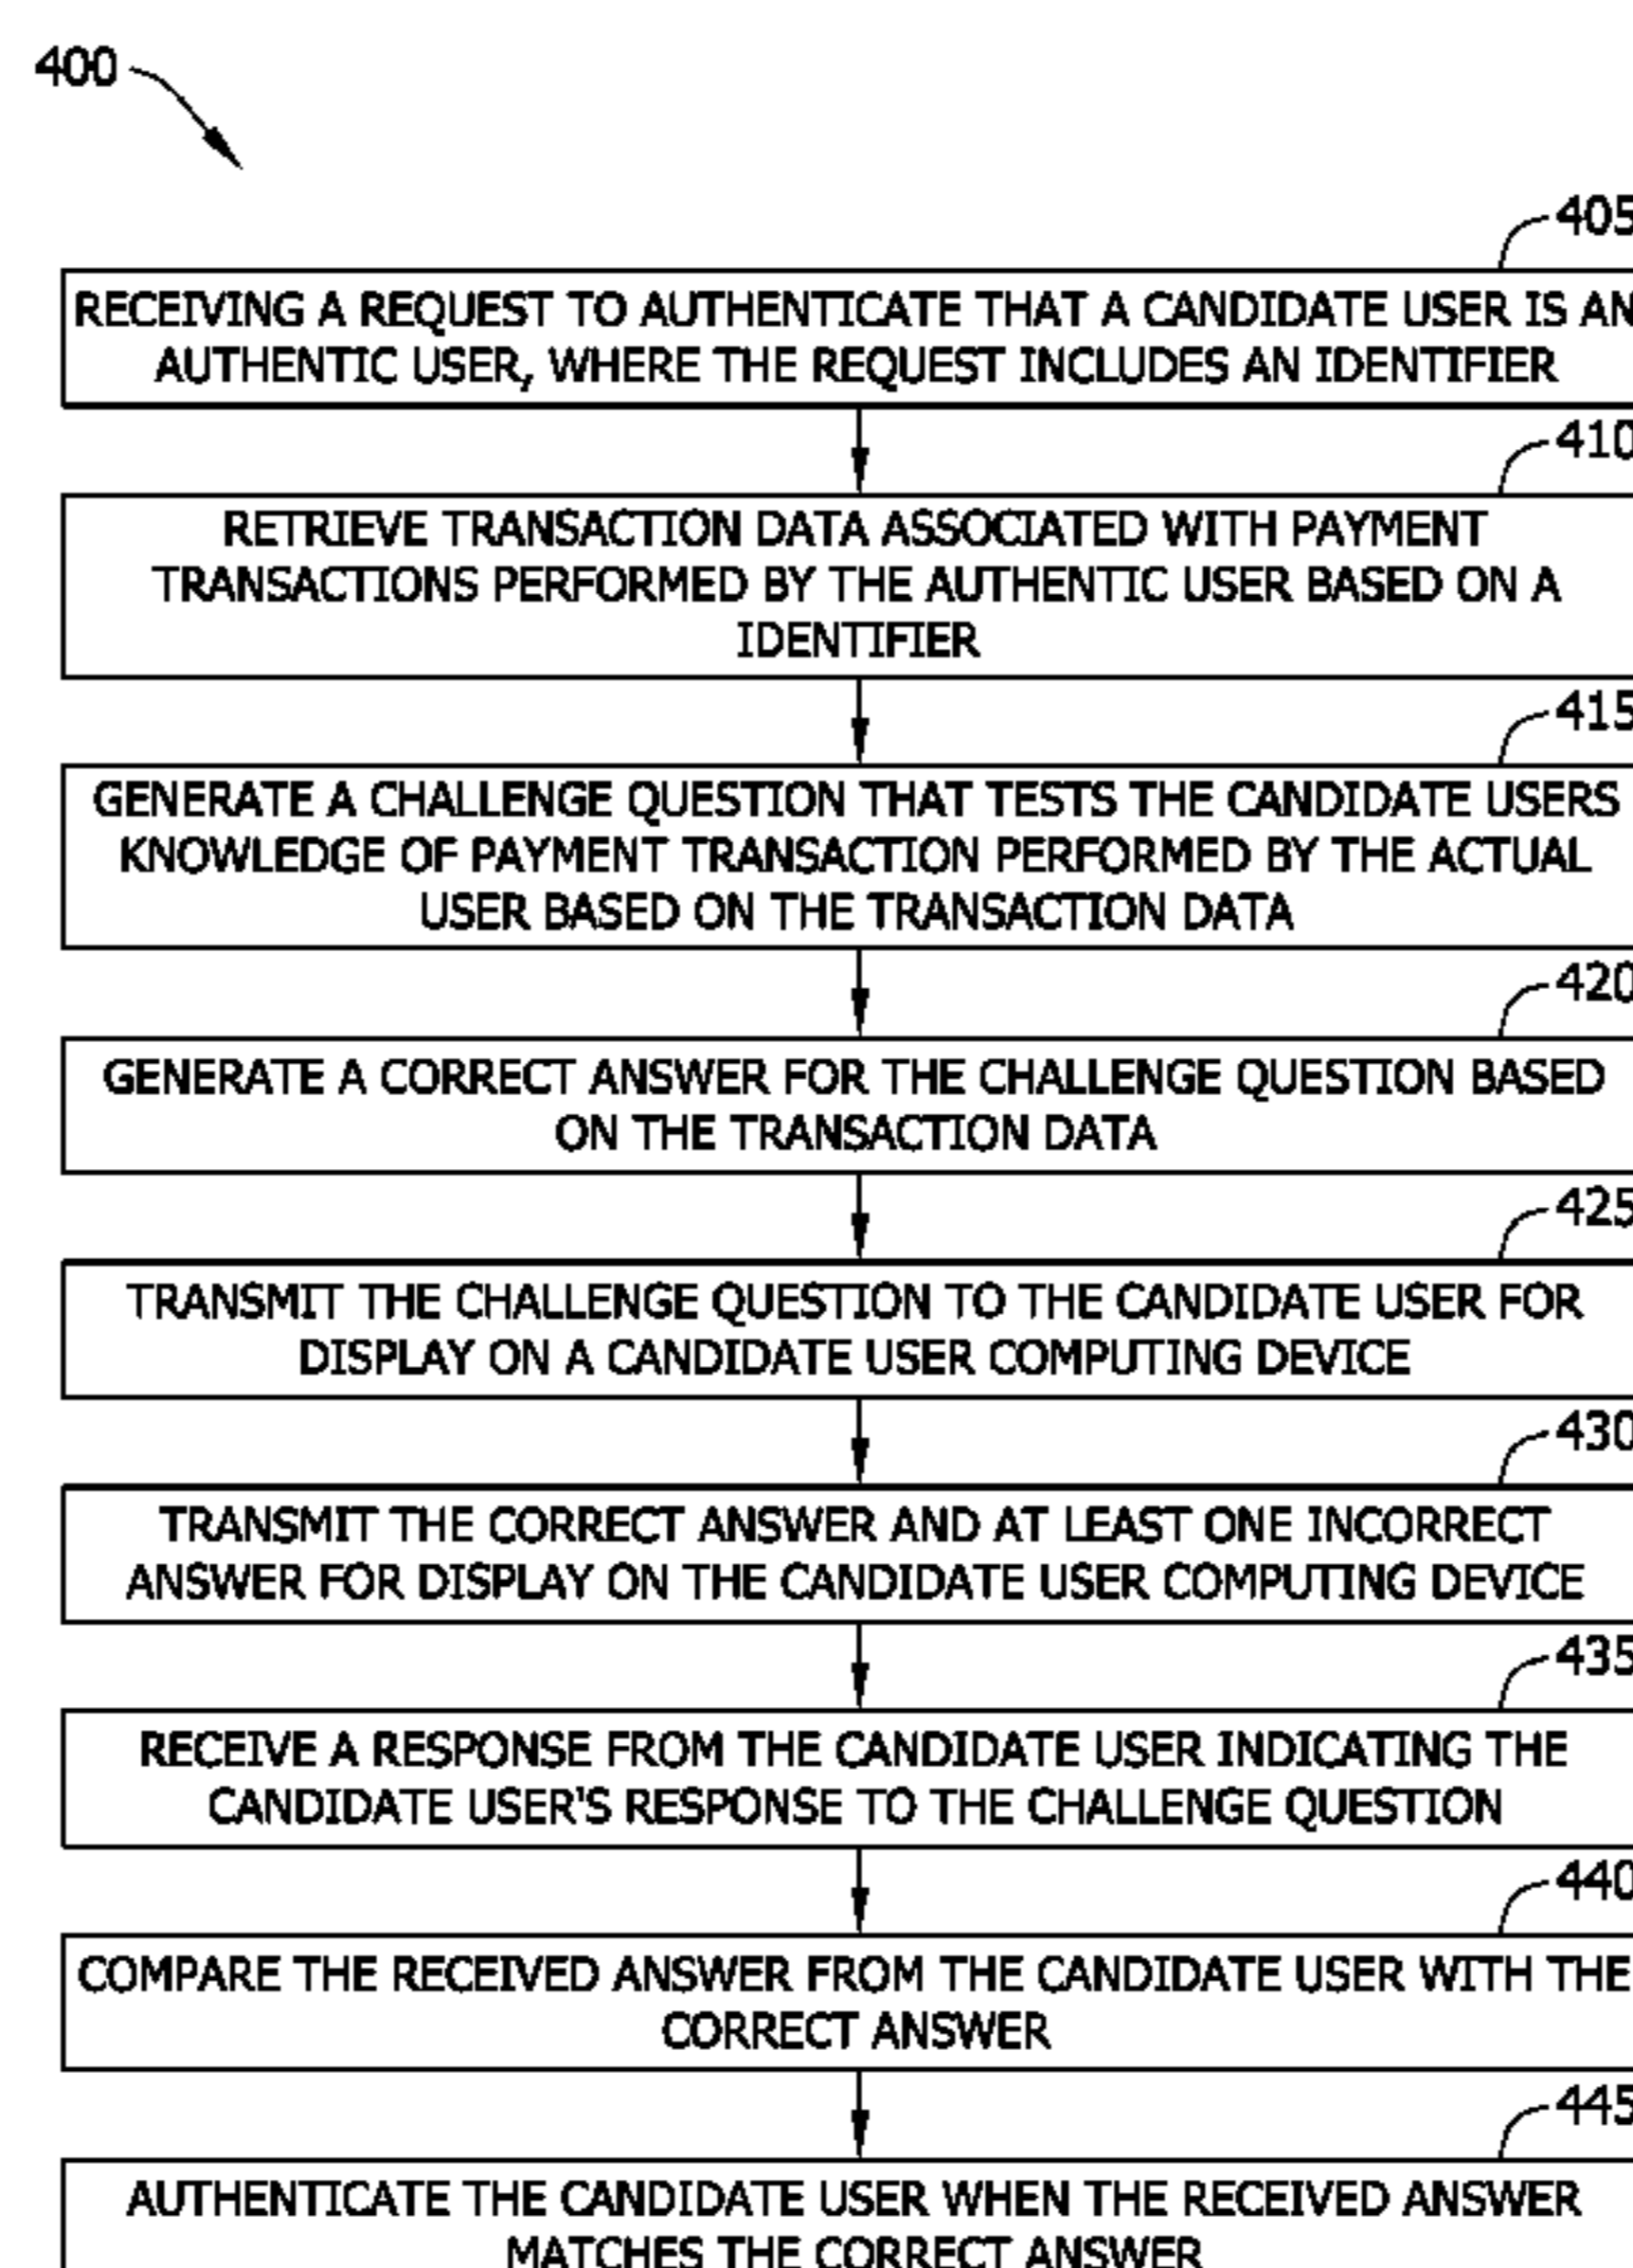 400
405
RECEIVING A REQUEST TO AUTHENTICATE THAT A CANDIDATE USER IS AN
AUTHENTIC USER, WHERE THE REQUEST INCLUDES AN IDENTIFIER
410
RETRIEVE TRANSACTION DATA ASSOCIATED WITH PAYMENT
TRANSACTIONS PERFORMED BY THE AUTHENTIC USER BASED ON A
IDENTIFIER
415
GENERATE A CHALLENGE QUESTION THAT TESTS THE CANDIDATE USERS
KNOWLEDGE OF PAYMENT TRANSACTION PERFORMED BY THE ACTUAL
USER BASED ON THE TRANSACTION DATA
420
GENERATE A CORRECT ANSWER FOR THE CHALLENGE QUESTION BASED
ON THE TRANSACTION DATA
425
TRANSMIT THE CHALLENGE QUESTION TO THE CANDIDATE USER FOR
DISPLAY ON A CANDIDATE USER COMPUTING DEVICE
430
TRANSMIT THE CORRECT ANSWER AND AT LEAST ONE INCORRECT
ANSWER FOR DISPLAY ON THE CANDIDATE USER COMPUTING DEVICE
435
RECEIVE A RESPONSE FROM THE CANDIDATE USER INDICATING THE
CANDIDATE USER'S RESPONSE TO THE CHALLENGE QUESTION
440
COMPARE THE RECEIVED ANSWER FROM THE CANDIDATE USER WITH THE
CORRECT ANSWER
445
AUTHENTICATE THE CANDIDATE USER WHEN THE RECEIVED ANSWER
MATCHES THE CORRECT ANSWER